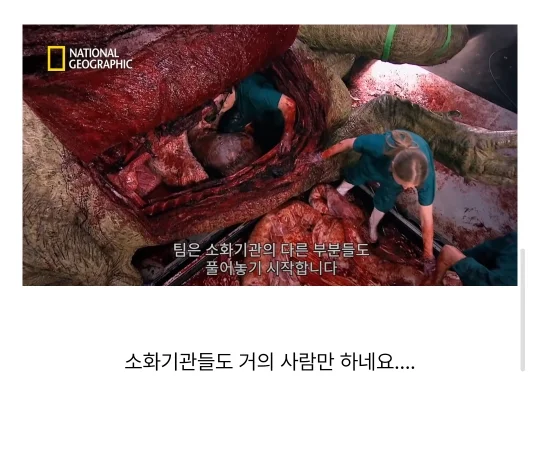 NATIONAL
GEOGRAPHIC
팀은 소화기관의 다른 부분들도
풀어놓기 시작합니다
소화기관들도 거의 사람만 하네요....